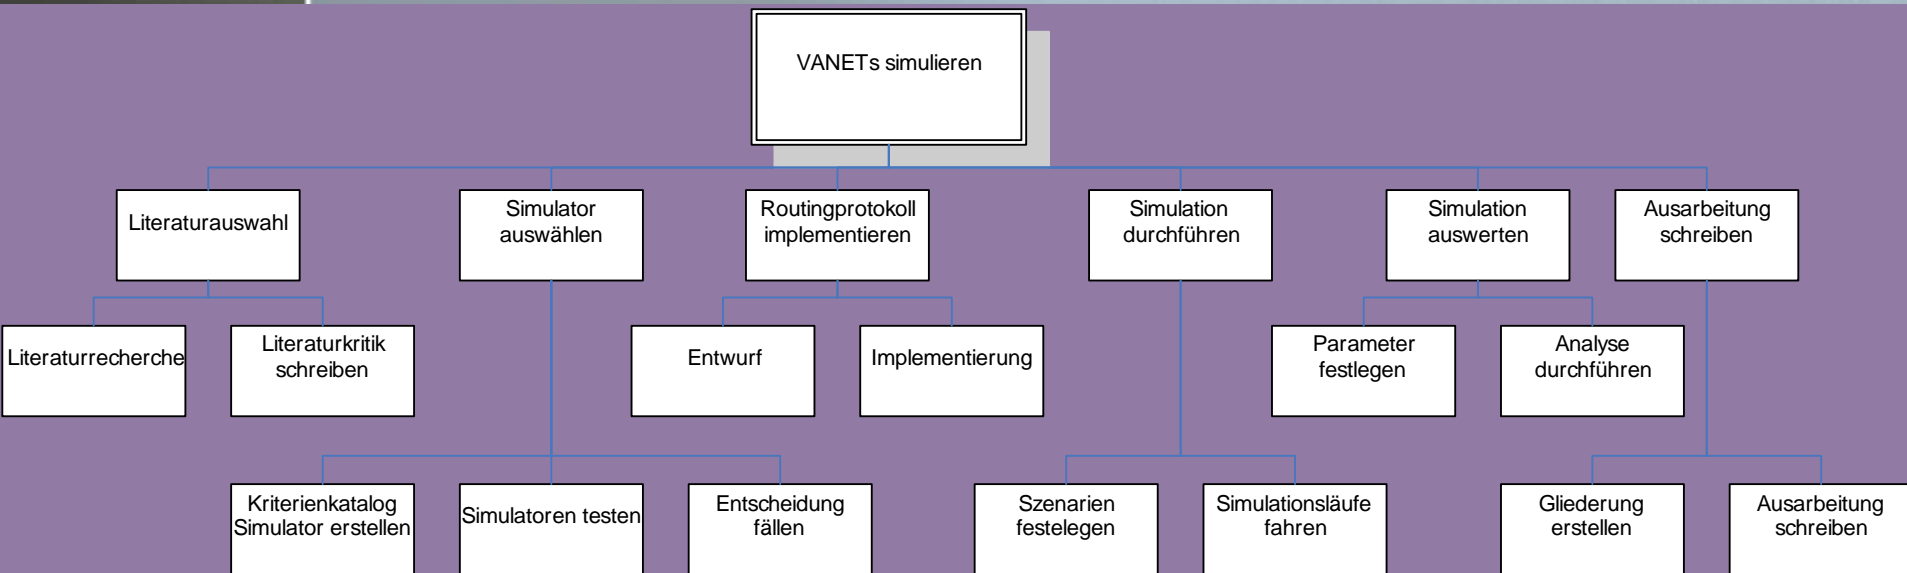 VANETs simulieren
Literaturauswahl
Simulator
auswählen
Routingprotokoll
implementieren
Simulation
durchführen
Simulation
auswerten
Ausarbeitung
schreiben
Literaturrecherche
Literaturkritik
schreiben
Entwurf
Implementierung
Parameter
festlegen
Analyse
durchführen
Kriterienkatalog
Simulator erstellen
Simulatoren testen
Entscheidung
fällen
Szenarien
festelegen
Simulationsläufe
fahren
Gliederung
erstellen
Ausarbeitung
schreiben